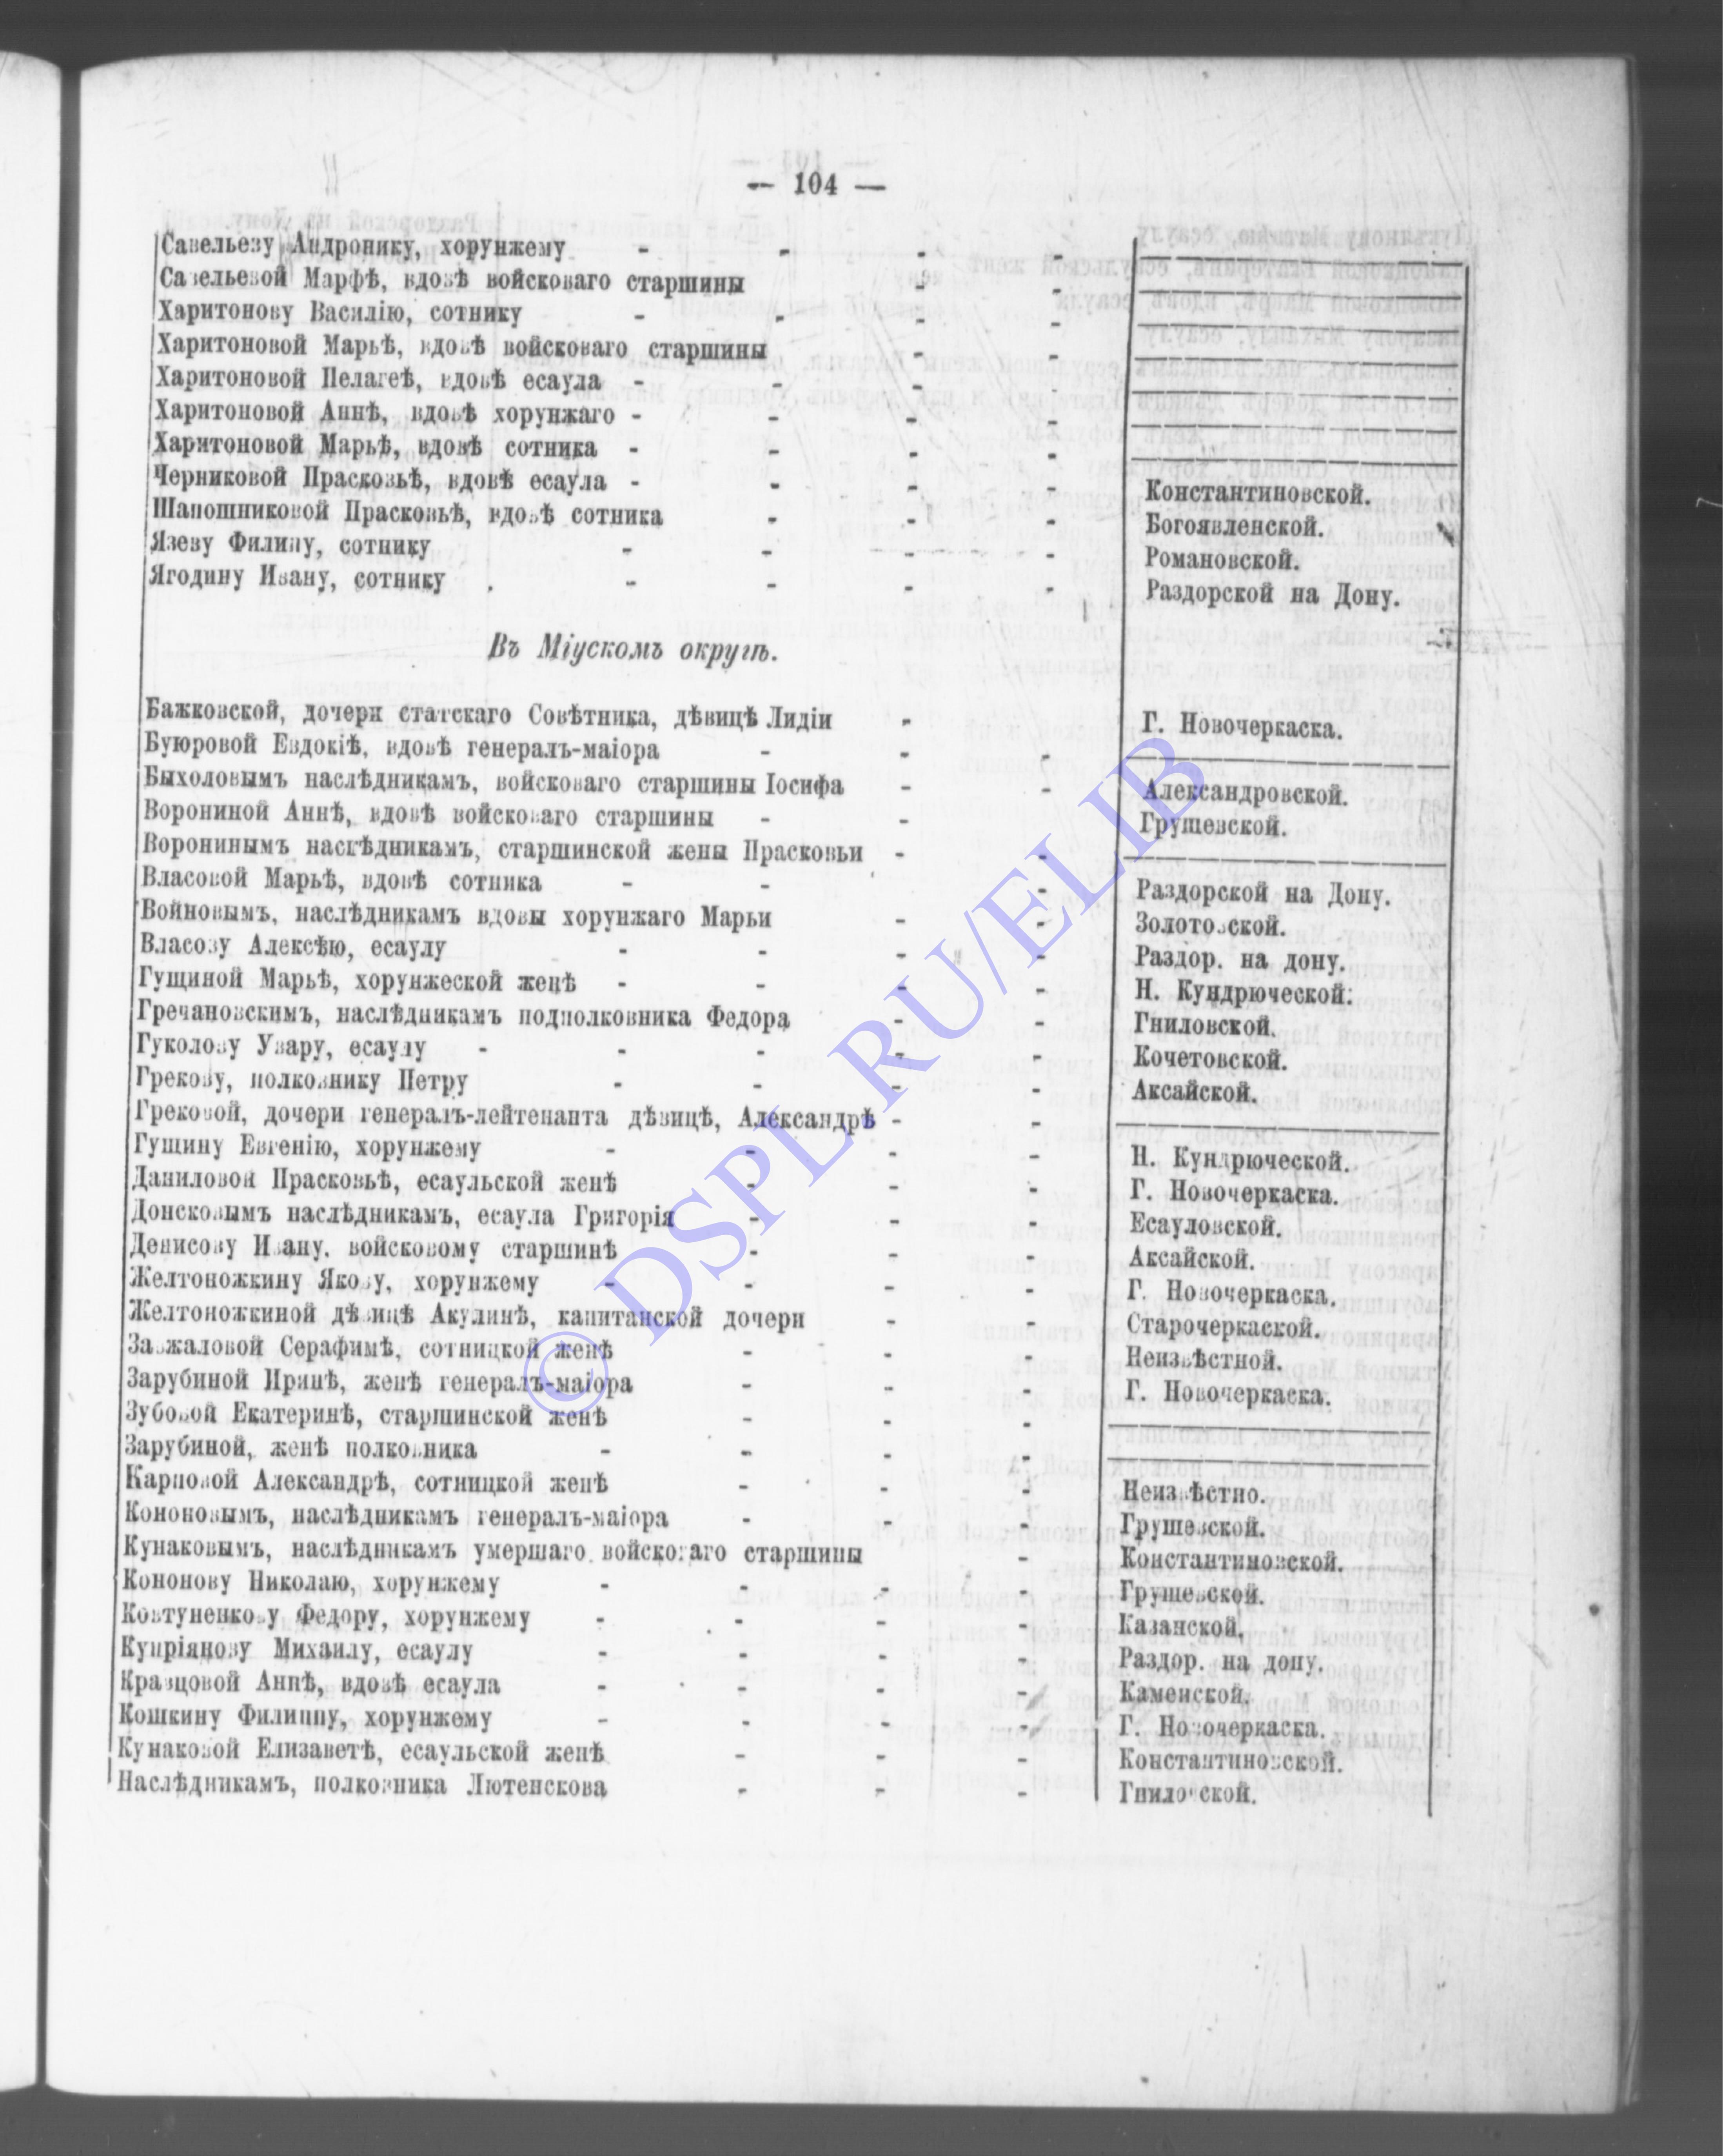 — 104 —
Савельеву Андронику, хорунжему - - - - ———
Савельевой Марфѣ, вдовѣ войсковаго старшины - - ———
Харитонову Василію, сотнику - - - - ———
Харитоновой Марьѣ, вдовѣ войсковаго старшины - - ———
Харитоновой Пелагеѣ, вдовѣ есаула - - - - ———
Харитоновой Аннѣ, вдовѣ хорунжаго - - - - ———
Харитоновой Марьѣ, вдовѣ сотника - - - - ———
Черниковой Прасковьѣ, вдовѣ есаула - - - - Константиновской.
Шапошниковой Прасковьѣ, вдовѣ сотника - - - Богоявленской.
Язеву Филипу, сотнику - - - - Романовской.
Ягодину Ивану, сотнику . - - - - Раздорской на Дону.
Въ Міускомъ округѣ.
Бажковской, дочери статскаго Совѣтника, дѣвицѣ Лидіи - Г. Новочеркаска.
Буюровой Евдокіѣ, вдовѣ генералъ-маіора - - - ———
Быхоловымъ наслѣдникамъ, войсковаго старшины Іосифа - - Александровской.
Ворониной Аннѣ, вдовѣ войсковаго старшины - - Грушевской.
Воронинымъ наслѣдникамъ, старшинской жены Прасковьи - - ———
Власовой Марьѣ, вдовѣ сотника - - - Раздорской на Дону.
Войновымъ, наслѣдникамъ вдовы хорунжаго Марьи - - Золотовской.
Власову Алексѣю, есаулу - - - - Раздор. на дону.
Гущиной Марьѣ, хорунжеской женѣ - - - - Н. Кундрюческой.
Гречановскимъ, наслѣдникамъ подполковника Федора - - Гниловской.
Гуколову Увару, есаулу - - - - - Кочетовской.
Грекову, полковнику Петру - - - - Аксайской.
Грековой, дочери генералъ-лейтенанта дѣвицѣ, Александрѣ - - ———
Гущину Евгенію, хорунжему - - - - Н. Кундрюческой.
Даниловой Прасковьѣ, есаульской женѣ - - - Г. Новочеркаска.
Донсковымъ наслѣдникамъ, есаула Григорія - - - Есауловской.
Денисову Ивану. войсковому старшинѣ - - - Аксайской.
Желтоножкину Якову, хорунжему - - - - Г. Новочеркаска.
Желтоножкиной дѣвицѣ Акулинѣ, капитанской дочери - - Старочеркаской.
Завжаловой Серафимѣ, сотницкой женѣ - - - Неизвѣстной.
Зарубиной Иринѣ, женѣ генералъ-маіора - - - Г. Новочеркаска.
Зубовой Екатеринѣ, старшинской женѣ - - - ———
Зарубиной, женѣ полковника - - - - ———
Карповой Александрѣ, сотницкой женѣ - - - Неизвѣстно.
Кононовымъ, наслѣдникамъ генералъ-маіора - - - Грушевской.
Кунаковымъ, наслѣдникамъ умершаго войсковаго старшины - Константиновской.
Кононову Николаю, хорунжему - - - - Грушевской.
Ковтуненкову Федору, хорунжему - - - - Казанской.
Купріянову Михаилу, есаулу - - - - Раздор. на дону.
Кравцовой Аннѣ, вдовѣ есаула - - - - Каменской.
Кошкину Филиппу, хорунжему - - - - Г. Новочеркаска.
Кунаковой Елизаветѣ, есаульской женѣ - - - Константиновской.
Наслѣдникамъ, полковника Лютенскова - - - Гниловской.
© DSPL.RU/ELIB